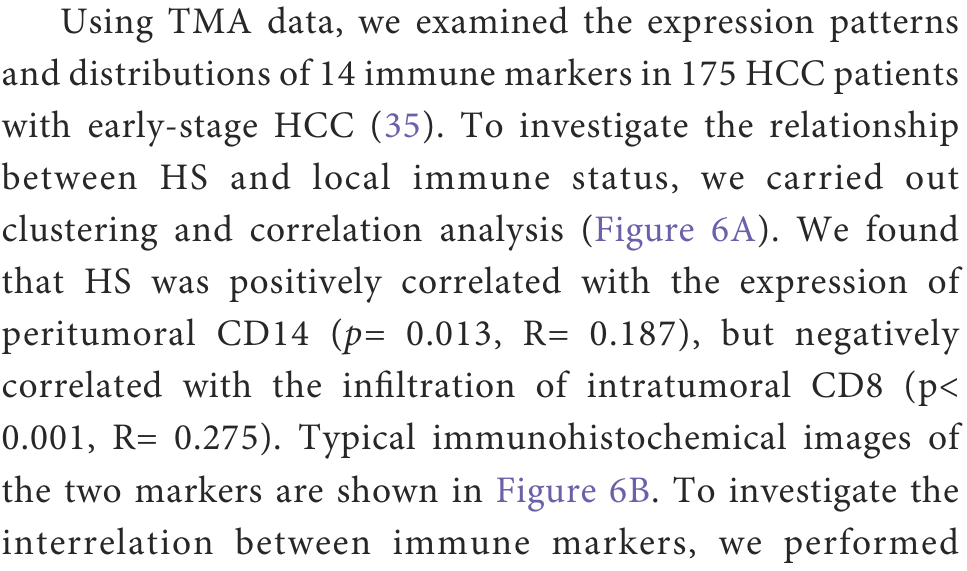 Using TMA data, we examined the expression patterns
and distributions of 14 immune markers in 175 HCC patients
with early-stage HCC (35). To investigate the relationship
between HS and local immune status, we carried out
clustering and correlation analysis (Figure 6A). We found
that HS was positively correlated with the expression of
peritumoral CD14 (p= 0.013, R= 0.187), but negatively
correlated with the infiltration of intratumoral CD8 (p<
0.001, R= 0.275). Typical immunohistochemical images of
the two markers are shown in Figure 6B. To investigate the
interrelation between immune markers, we performed